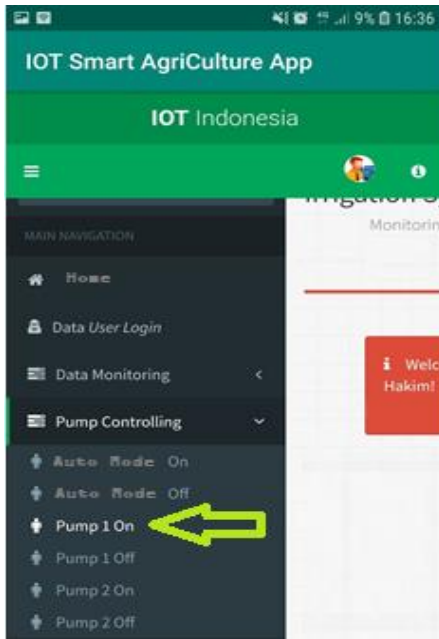 9% 16:36
IOT Smart AgriCulture App
IOT Indonesia
Monitorin
MAIN NAVIGATION
Home
Data User Login
i Welc
Data Monitoring <
Hakim!
Pump Controlling
Auto Mode On
Auto Mode Off
Pump 1 On
Pump 1 Off
Pump 2 On
Pump 2 Off